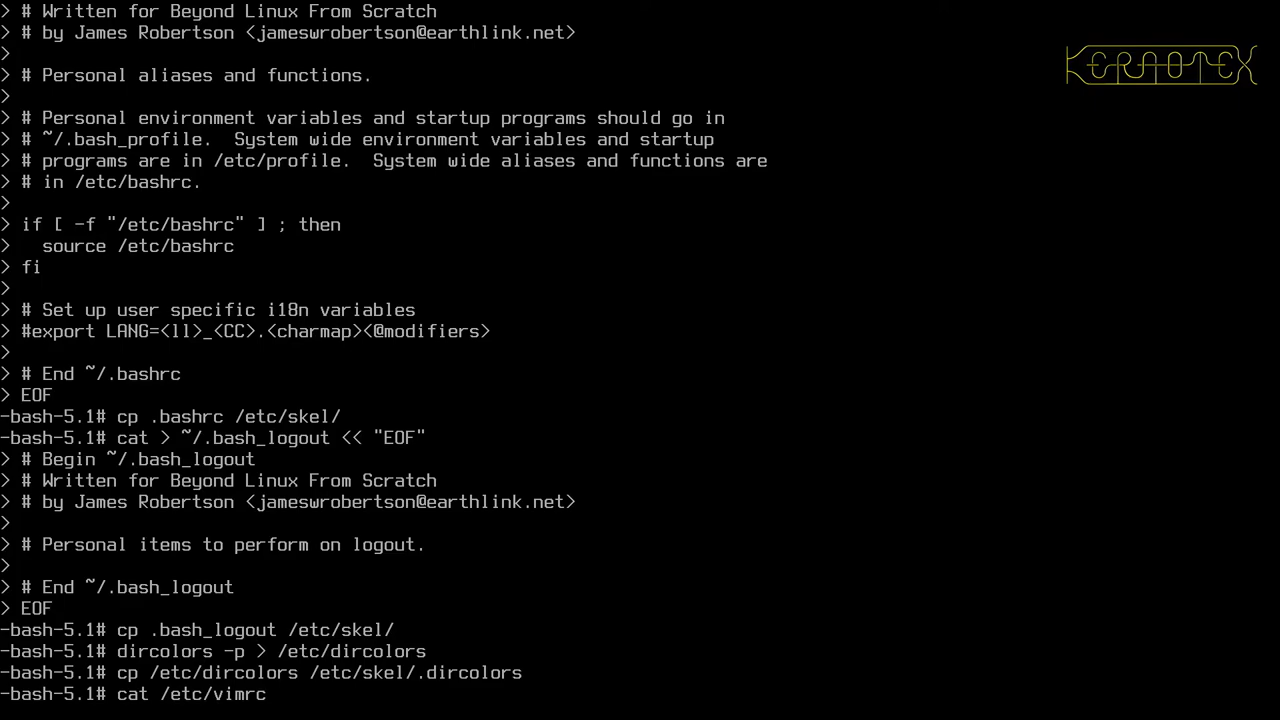 > # Written for Beyond Linux From Scratch
> # by James Robertson <jameswrobertson@earthlink.net>
>
> # Personal aliases and functions.
>
> # Personal environment variables and startup programs should go in
> # ~/.bash_profile.  System wide environment variables and startup
> # programs are in /etc/profile.  System wide aliases and functions are
> # in /etc/bashrc.
>
> if [ -f "/etc/bashrc" ] ; then
>   source /etc/bashrc
> fi
>
> # Set up user specific i18n variables
> #export LANG=<ll>_<CC>.<charmap><@modifiers>
>
> # End ~/.bashrc
> EOF
-bash-5.1# cp .bashrc /etc/skel/
-bash-5.1# cat > ~/.bash_logout << "EOF"
> # Begin ~/.bash_logout
> # Written for Beyond Linux From Scratch
> # by James Robertson <jameswrobertson@earthlink.net>
>
> # Personal items to perform on logout.
>
> # End ~/.bash_logout
> EOF
-bash-5.1# cp .bash_logout /etc/skel/
-bash-5.1# dircolors -p > /etc/dircolors
-bash-5.1# cp /etc/dircolors /etc/skel/.dircolors
-bash-5.1# cat /etc/vimrc
KERNOTEX